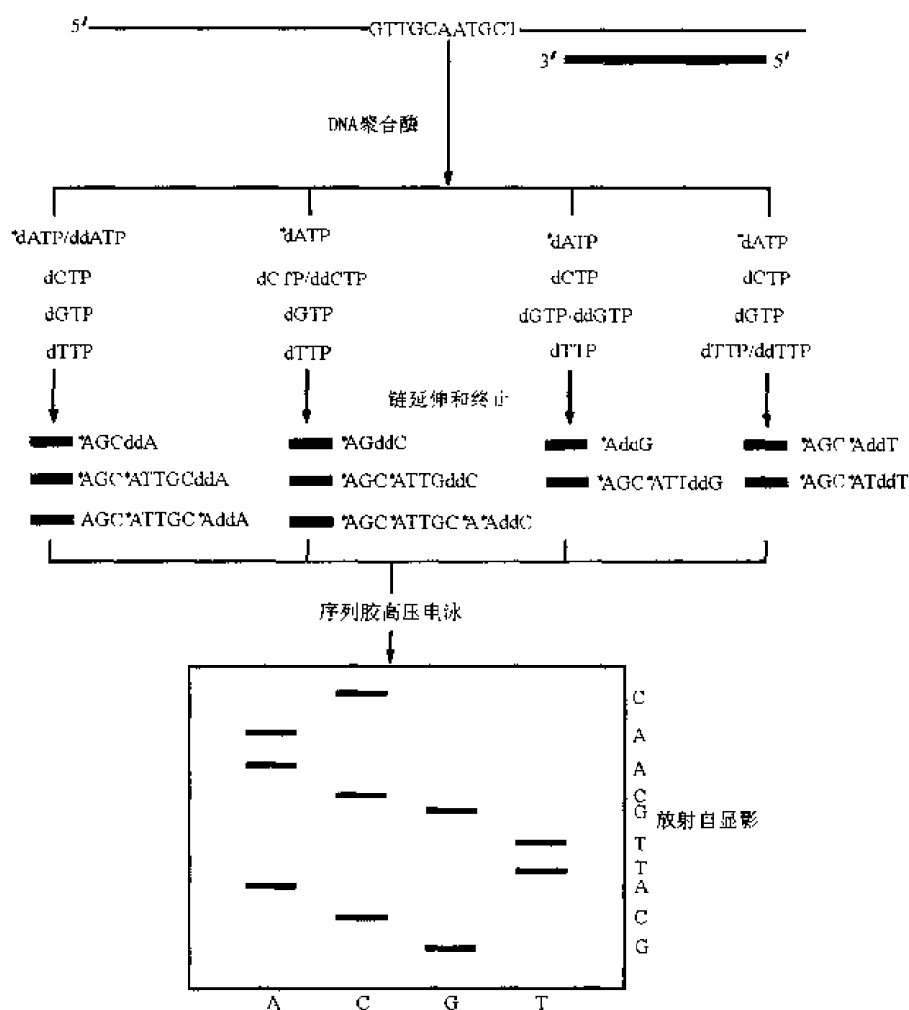 5′ GTTGCAATGCT
3′ 5′
DNA聚合酶
*dATP/ddATP *dATP *dATP *dATP
dCTP dCTP/ddCTP dCTP dCTP
dGTP dGTP dGTP·ddGTP dGTP
dTTP dTTP dTTP dTTP/ddTTP
链延伸和终止
*AGCddA *AGddC *AddG *AGC*AddT
*AGC*ATTGCddA *AGC*ATTGddC *AGC*ATTddG *AGC*ATddT
AGC*ATTGC*AddA *AGC*ATTGC*A*AddC
序列胶高压电泳
C
A
A
C
G
放射自显影
T
T
A
C
G
A C G T